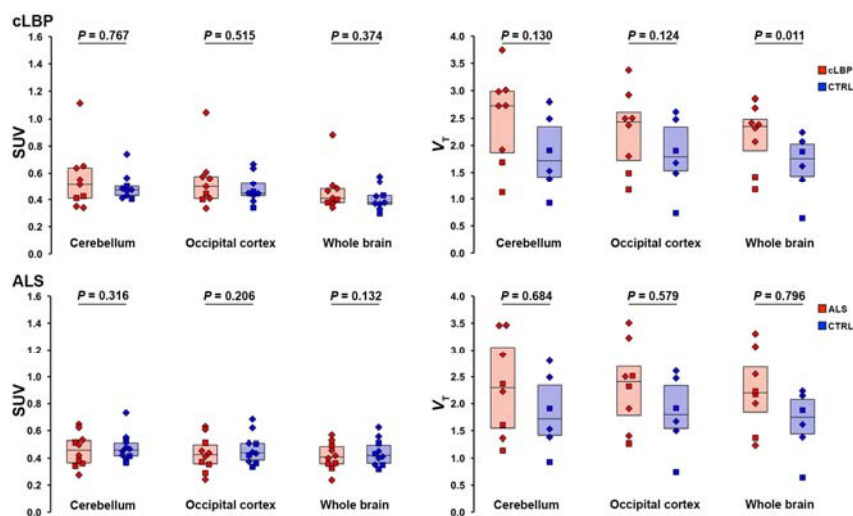 cLBP
P = 0.767 P = 0.515 P = 0.374
SUV
1.6
1.4
1.2
1.0
0.8
0.6
0.4
0.2
0.0
Cerebellum Occipital cortex Whole brain
P = 0.130 P = 0.124 P = 0.011
VT
4.0
3.5
3.0
2.5
2.0
1.5
1.0
0.5
0.0
cLBP
CTRL
Cerebellum Occipital cortex Whole brain
ALS
P = 0.316 P = 0.206 P = 0.132
SUV
1.6
1.4
1.2
1.0
0.8
0.6
0.4
0.2
0.0
Cerebellum Occipital cortex Whole brain
P = 0.684 P = 0.579 P = 0.796
VT
4.0
3.5
3.0
2.5
2.0
1.5
1.0
0.5
0.0
ALS
CTRL
Cerebellum Occipital cortex Whole brain